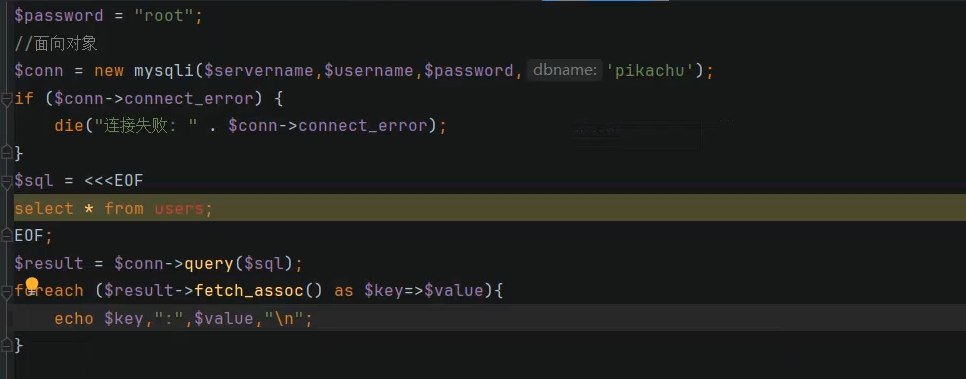 $password = "root";
//面向对象
$conn = new mysqli($servername,$username,$password, dbname: 'pikachu');
if ($conn->connect_error) {
    die("连接失败: " . $conn->connect_error);
}
$sql = <<<EOF
select * from users;
EOF;
$result = $conn->query($sql);
foreach ($result->fetch_assoc() as $key=>$value){
    echo $key,":",$value,"\n";
}